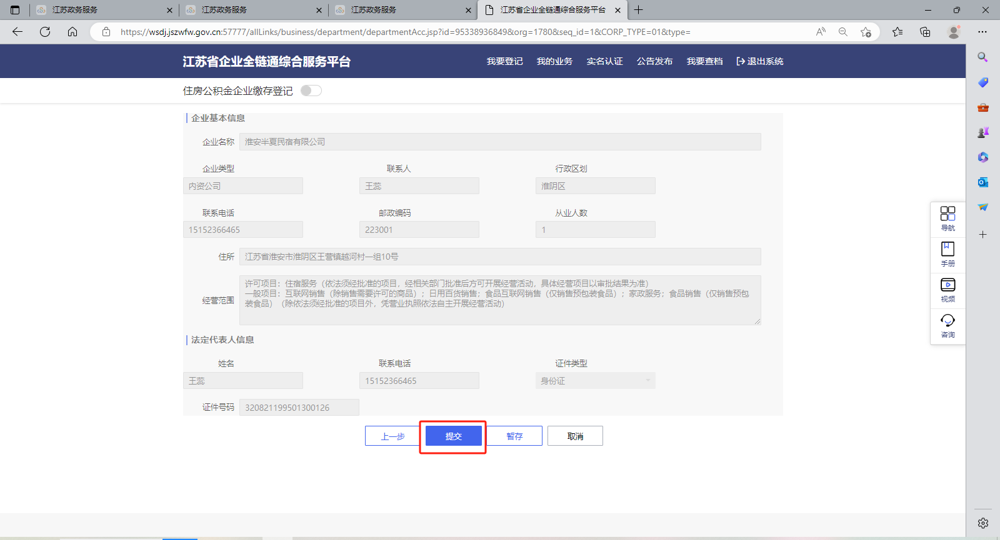 江苏政务服务
江苏政务服务
江苏政务服务
江苏省企业全链通综合服务平台
https://wsdj.jszwfw.gov.cn:57777/allLinks/business/department/departmentAcc.jsp?id=95338936849&org=1780&seq_id=1&CORP_TYPE=01&type=
江苏省企业全链通综合服务平台
我要登记 我的业务 实名认证 公告发布 我要查档 退出系统
住房公积金企业缴存登记
企业基本信息
企业名称 淮安半夏民宿有限公司
企业类型 联系人 行政区划
内资公司 王蕊 淮阴区
联系电话 邮政编码 从业人数
15152366465 223001 1
住所 江苏省淮安市淮阴区王营镇越河村一组10号
经营范围
许可项目：住宿服务（依法须经批准的项目，经相关部门批准后方可开展经营活动，具体经营项目以审批结果为准）
一般项目：互联网销售（除销售需要许可的商品）；日用百货销售；食品互联网销售（仅销售预包装食品）；家政服务；食品销售（仅销售预包
装食品）（除依法须经批准的项目外，凭营业执照依法自主开展经营活动）
法定代表人信息
姓名 联系电话 证件类型
王蕊 15152366465 身份证
证件号码 320821199501300126
上一步 提交 暂存 取消
导航
手册
视频
咨询